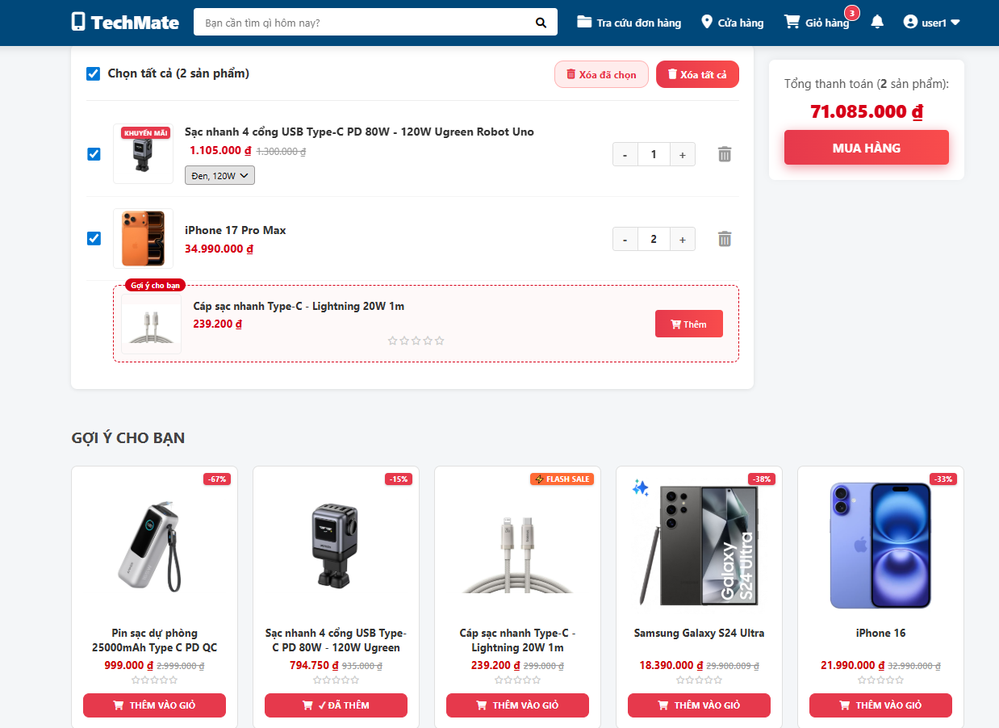 TechMate
Bạn cần tìm gì hôm nay?
Tra cứu đơn hàng
Cửa hàng
Giỏ hàng
3
user1
Chọn tất cả (2 sản phẩm)
Xóa đã chọn
Xóa tất cả
Tổng thanh toán (2 sản phẩm):
71.085.000 ₫
MUA HÀNG
KHUYẾN MÃI
Sạc nhanh 4 cổng USB Type-C PD 80W - 120W Ugreen Robot Uno
1.105.000 ₫ 1.300.000 ₫
Đen, 120W
- 1 +
iPhone 17 Pro Max
34.990.000 ₫
- 2 +
Gợi ý cho bạn
Cáp sạc nhanh Type-C - Lightning 20W 1m
239.200 ₫
Thêm
GỢI Ý CHO BẠN
-67%
Pin sạc dự phòng
25000mAh Type C PD QC
999.000 ₫ 2.999.000 ₫
THÊM VÀO GIỎ
-15%
Sạc nhanh 4 cổng USB Type-
C PD 80W - 120W Ugreen
794.750 ₫ 935.000 ₫
✓ ĐÃ THÊM
⚡ FLASH SALE
Cáp sạc nhanh Type-C -
Lightning 20W 1m
239.200 ₫ 299.000 ₫
THÊM VÀO GIỎ
-38%
Galaxy
S24 Ultra
Samsung Galaxy S24 Ultra
18.390.000 ₫ 29.900.009 ₫
THÊM VÀO GIỎ
-33%
iPhone 16
21.990.000 ₫ 32.990.000 ₫
THÊM VÀO GIỎ